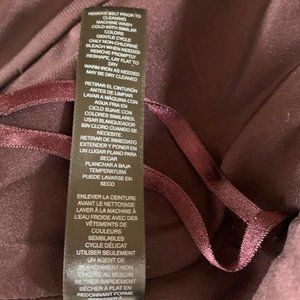 REMOVE BELT PRIOR TO
CLEANING
MACHINE WASH
COLD WITH SIMILAR
COLORS
GENTLE CYCLE
ONLY NON-CHLORINE
BLEACH WHEN NEEDED
REMOVE PROMPTLY
RESHAPE, LAY FLAT TO
DRY
WARM IRON AS NEEDED
MAY BE DRY CLEANED
RETIRAR EL CINTURÓN
ANTES DE LIMPIAR
LAVAR A MÁQUINA CON
AGUA FRÍA EN
CICLO SUAVE CON
COLORES SIMILARES.
USAR BLANQUEADOR
SIN CLORO CUANDO SE
NECESITE.
RETIRAR DE INMEDIATO
EXTENDER Y PONER EN
UN LUGAR PLANO PARA
SECAR
PLANCHAR A BAJA
TEMPERATURA
PUEDE LAVARSE EN
SECO
ENLEVER LA CEINTURE
AVANT LE NETTOYAGE
LAVER À LA MACHINE À
L'EAU FROIDE AVEC DES
VÊTEMENTS DE
COULEURS
SEMBLABLES
CYCLE DÉLICAT
UTILISER SEULEMENT
UN AGENT DE
BLANCHIMENT NON
CHLORÉ EN BESOIN
RETIRER RAPIDEMENT
SÉCHER À PLAT EN
REDONNANT FORME